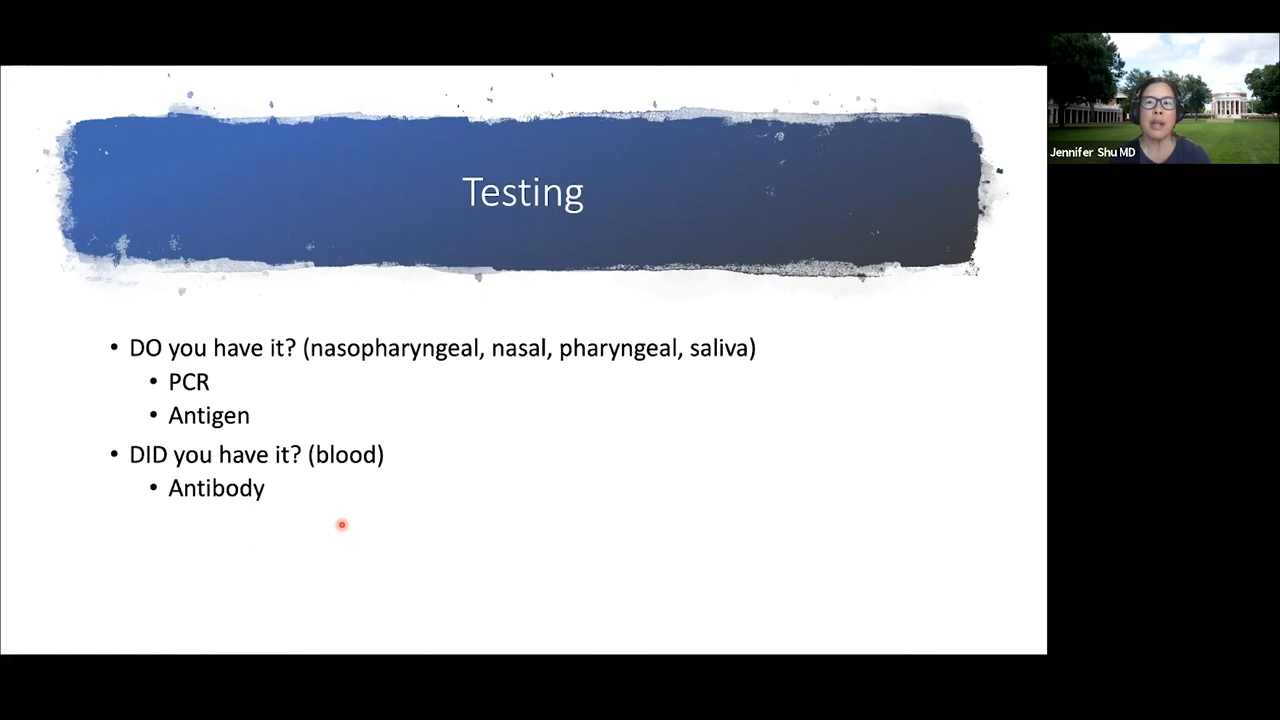 Testing
Jennifer Shu MD
• DO you have it? (nasopharyngeal, nasal, pharyngeal, saliva)
• PCR
• Antigen
• DID you have it? (blood)
• Antibody